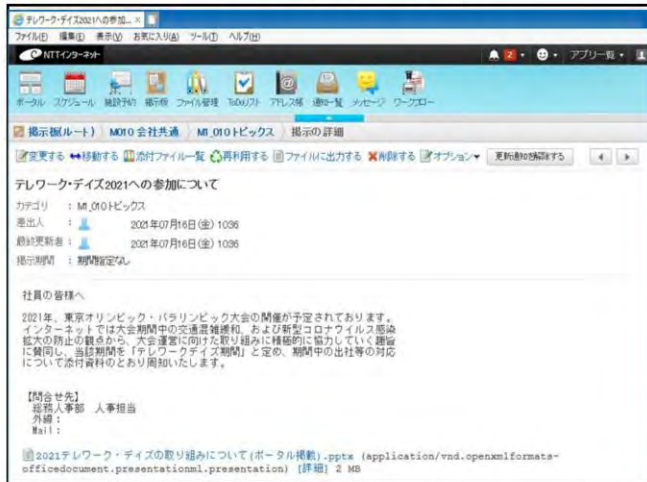 テレワーク・デイズ2021への参加...
ファイル(F) 編集(E) 表示(V) お気に入り(A) ツール(T) ヘルプ(H)
NTTインターネット
2 アプリ一覧
ポータル スケジュール 施設予約 掲示板 ファイル管理 ToDoリスト アドレス帳 通知一覧 メッセージ ワークフロー
掲示板(ルート) M010 会社共通 M1_010トピックス 掲示の詳細
変更する 移動する 添付ファイル一覧 再利用する ファイルに出力する 削除する オプション 更新通知を解除する
テレワーク・デイズ2021への参加について
カテゴリ : M1_010トピックス
差出人 : 2021年07月16日(金) 1036
最終更新者 : 2021年07月16日(金) 1036
掲示期間 : 期間指定なし
社員の皆様へ
2021年、東京オリンピック・パラリンピック大会の開催が予定されております。
インターネットでは大会期間中の交通混雑緩和、および新型コロナウイルス感染
拡大の防止の観点から、大会運営に向けた取り組みに積極的に協力していく趣旨
に賛同し、当該期間を「テレワークデイズ期間」と定め、期間中の出社等の対応
について添付資料のとおり周知いたします。
【問合せ先】
総務人事部 人事担当
外線：
Mail：
2021テレワーク・デイズの取り組みについて(ポータル掲載).pptx (application/vnd.openxmlformats-
officedocument.presentationml.presentation) [詳細] 2 MB